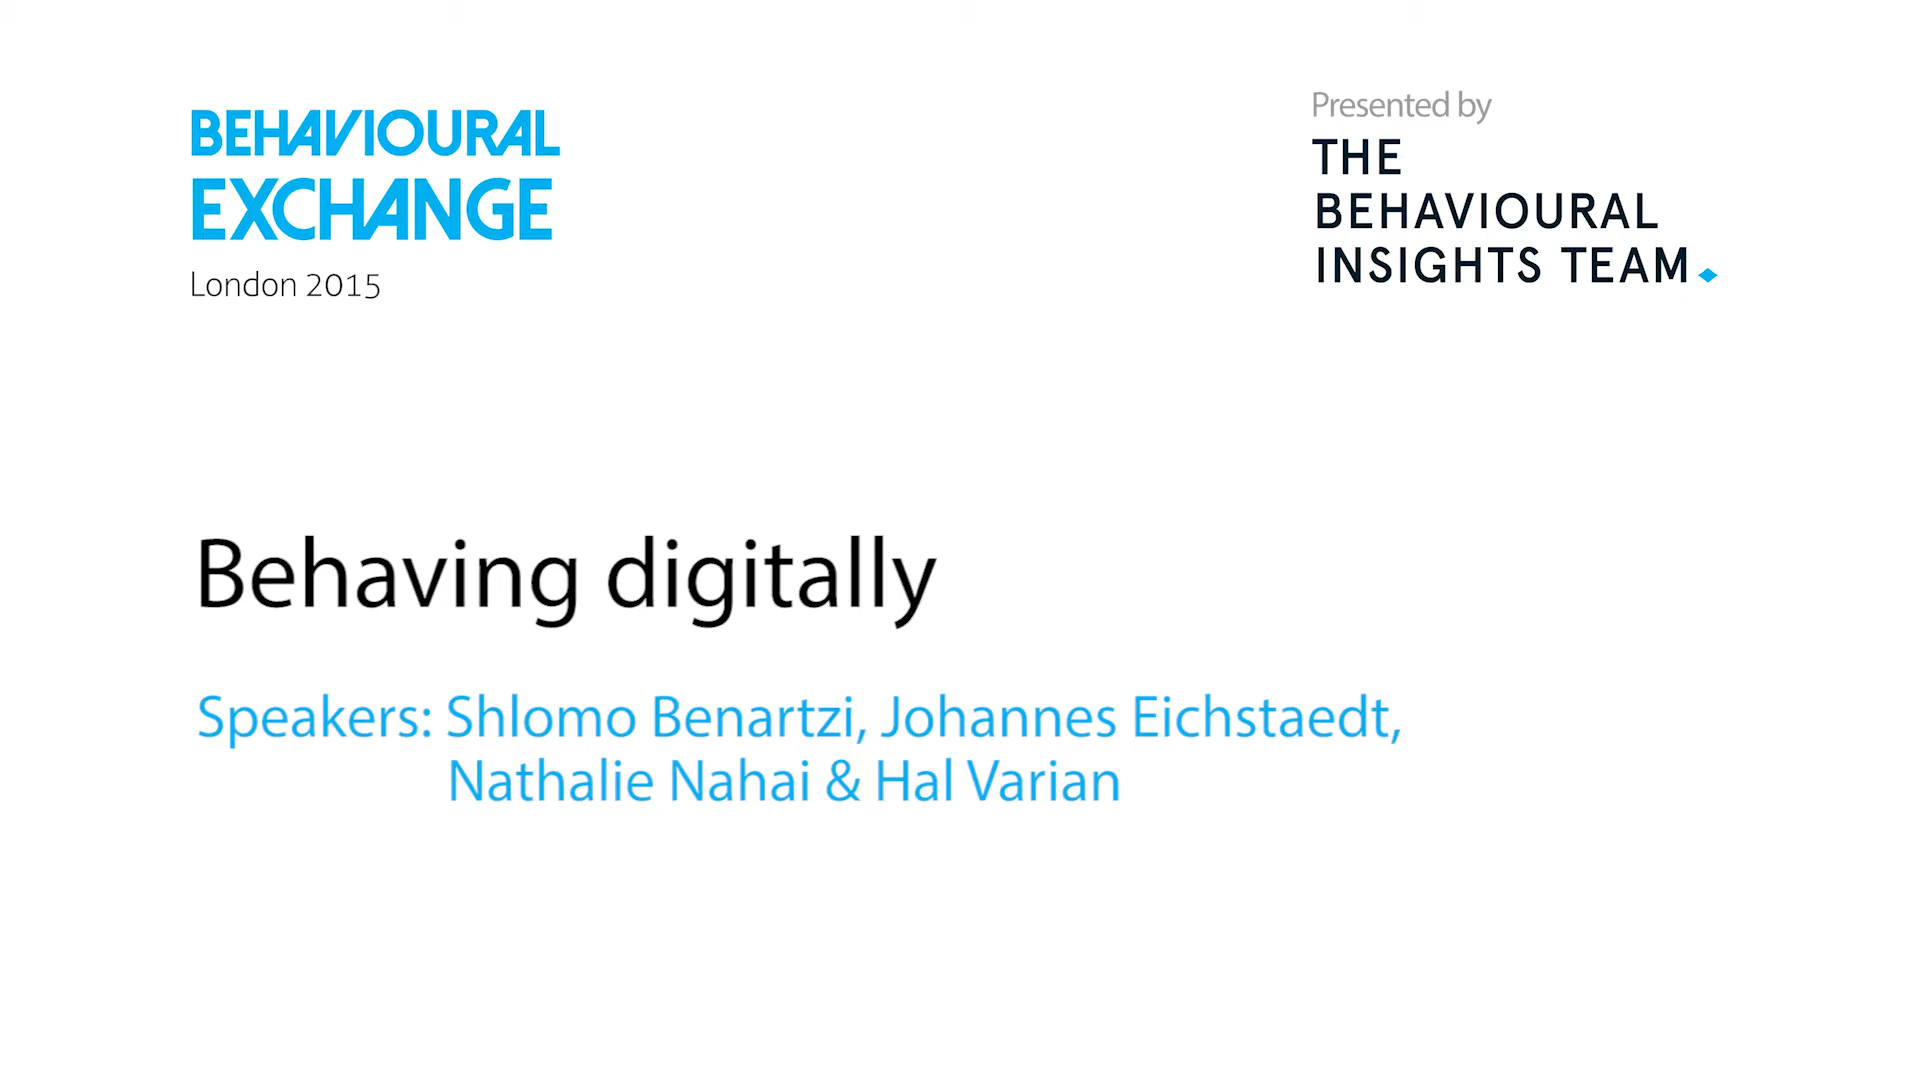 BEHAVIOURAL
EXCHANGE
London 2015
Presented by
THE
BEHAVIOURAL
INSIGHTS TEAM
Behaving digitally
Speakers: Shlomo Benartzi, Johannes Eichstaedt,
Nathalie Nahai & Hal Varian